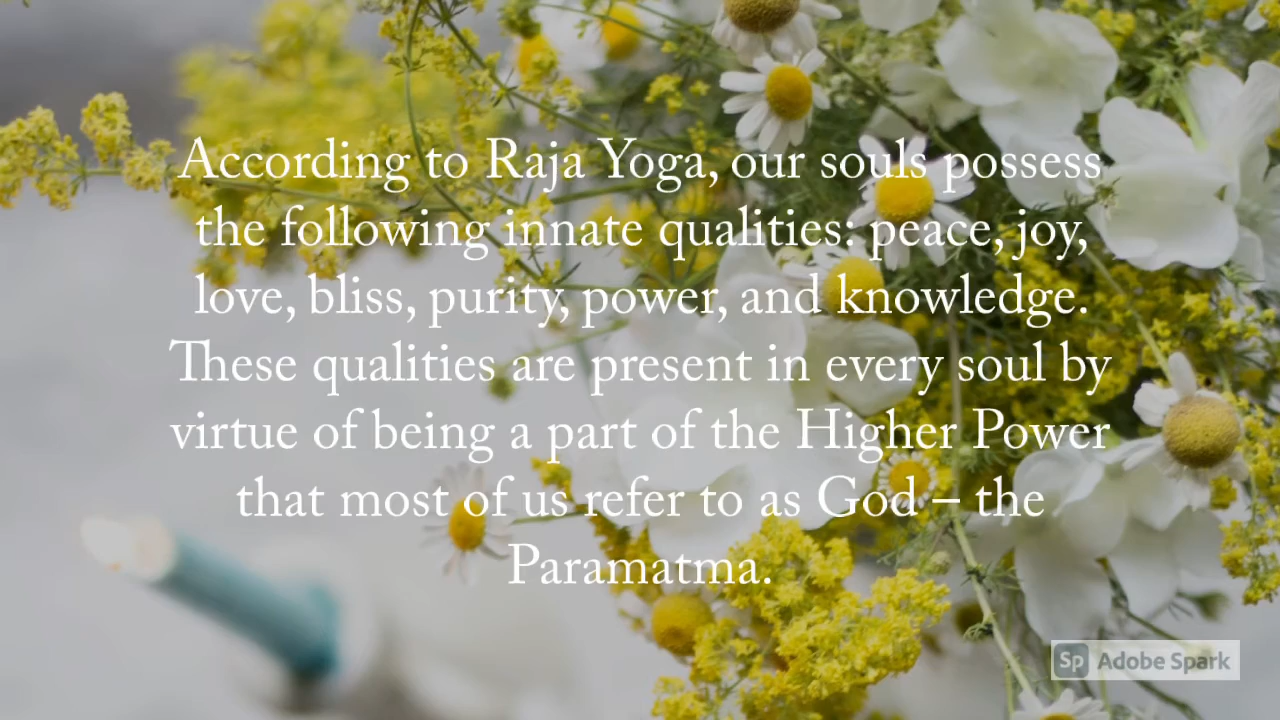 According to Raja Yoga, our souls possess
the following innate qualities: peace, joy,
love, bliss, purity, power, and knowledge.
These qualities are present in every soul by
virtue of being a part of the Higher Power
that most of us refer to as God – the
Paramatma.
Sp Adobe Spark